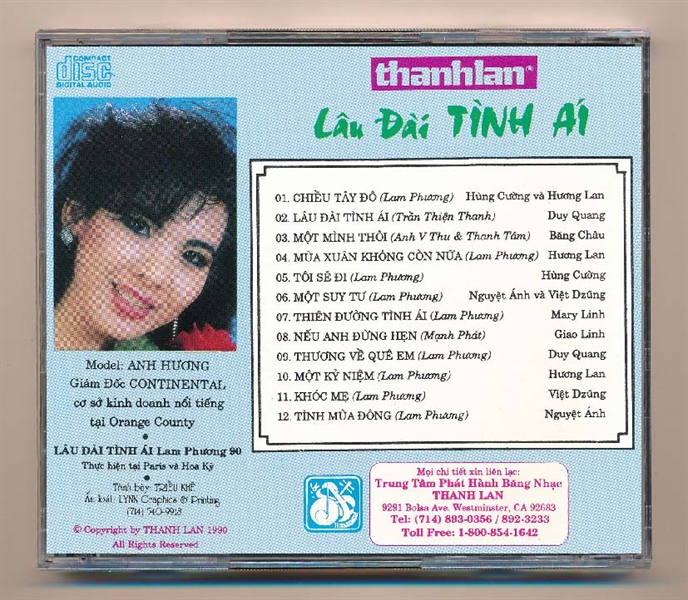 COMPACT
disc
DIGITAL AUDIO
thanhlan®
Lâu Đài TÌNH ÁI
01. CHIỀU TÂY ĐÔ (Lam Phương) Hùng Cường và Hương Lan
02. LÂU ĐÀI TÌNH ÁI (Trần Thiện Thanh) Duy Quang
03. MỘT MÌNH THÔI (Anh V Thu & Thanh Tâm) Băng Châu
04. MÙA XUÂN KHÔNG CÒN NỮA (Lam Phương) Hương Lan
05. TÔI SẼ ĐI (Lam Phương) Hùng Cường
06. MỘT SUY TƯ (Lam Phương) Nguyệt Ánh và Việt Dzũng
07. THIÊN ĐƯỜNG TÌNH ÁI (Lam Phương) Mary Linh
08. NẾU ANH ĐỪNG HẸN (Mạnh Phát) Giao Linh
09. THƯƠNG VỀ QUÊ EM (Lam Phương) Duy Quang
10. MỘT KỶ NIỆM (Lam Phương) Hương Lan
11. KHÓC MẸ (Lam Phương) Việt Dzũng
12. TÌNH MÙA ĐÔNG (Lam Phương) Nguyệt Ánh
Model: ANH HƯƠNG
Giám Đốc CONTINENTAL
cơ sở kinh doanh nổi tiếng
tại Orange County
LÂU ĐÀI TÌNH ÁI Lam Phương 90
Thực hiện tại Paris và Hoa Kỳ
Trình bày: TRIỀU KHÊ
Ấn loát: LYNK Graphics & Printing
(714) 540-9918
© Copyright by THANH LAN 1990
All Rights Reserved
Mọi chi tiết xin liên lạc:
Trung Tâm Phát Hành Băng Nhạc
THANH LAN
9291 Bolsa Ave. Westminster, CA 92683
Tel: (714) 893-0356 / 892-3233
Toll Free: 1-800-854-1642